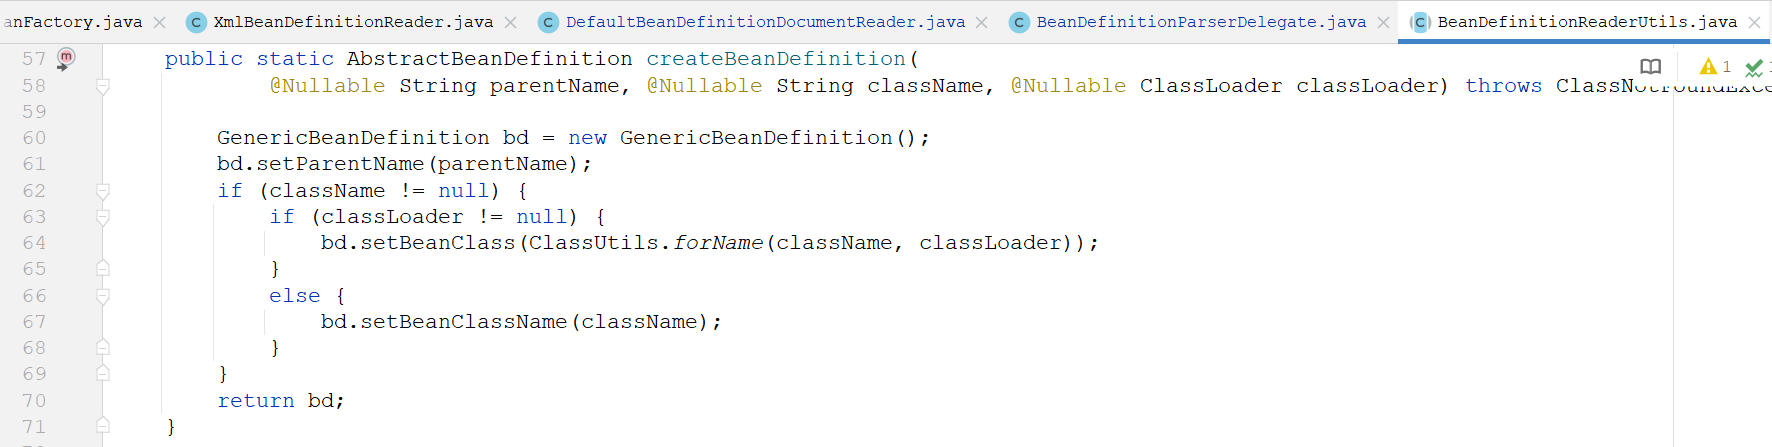 anFactory.java XmlBeanDefinitionReader.java DefaultBeanDefinitionDocumentReader.java BeanDefinitionParserDelegate.java BeanDefinitionReaderUtils.java
57 public static AbstractBeanDefinition createBeanDefinition( 1
58 @Nullable String parentName, @Nullable String className, @Nullable ClassLoader classLoader) throws ClassNotFoundExce
59
60 GenericBeanDefinition bd = new GenericBeanDefinition();
61 bd.setParentName(parentName);
62 if (className != null) {
63 if (classLoader != null) {
64 bd.setBeanClass(ClassUtils.forName(className, classLoader));
65 }
66 else {
67 bd.setBeanClassName(className);
68 }
69 }
70 return bd;
71 }